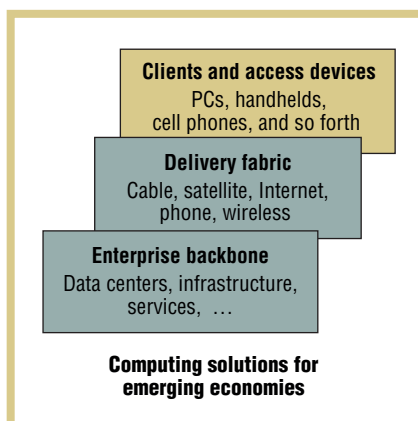 Clients and access devices
PCs, handhelds,
cell phones, and so forth
Delivery fabric
Cable, satellite, Internet,
phone, wireless
Enterprise backbone
Data centers, infrastructure,
services, …
Computing solutions for
emerging economies